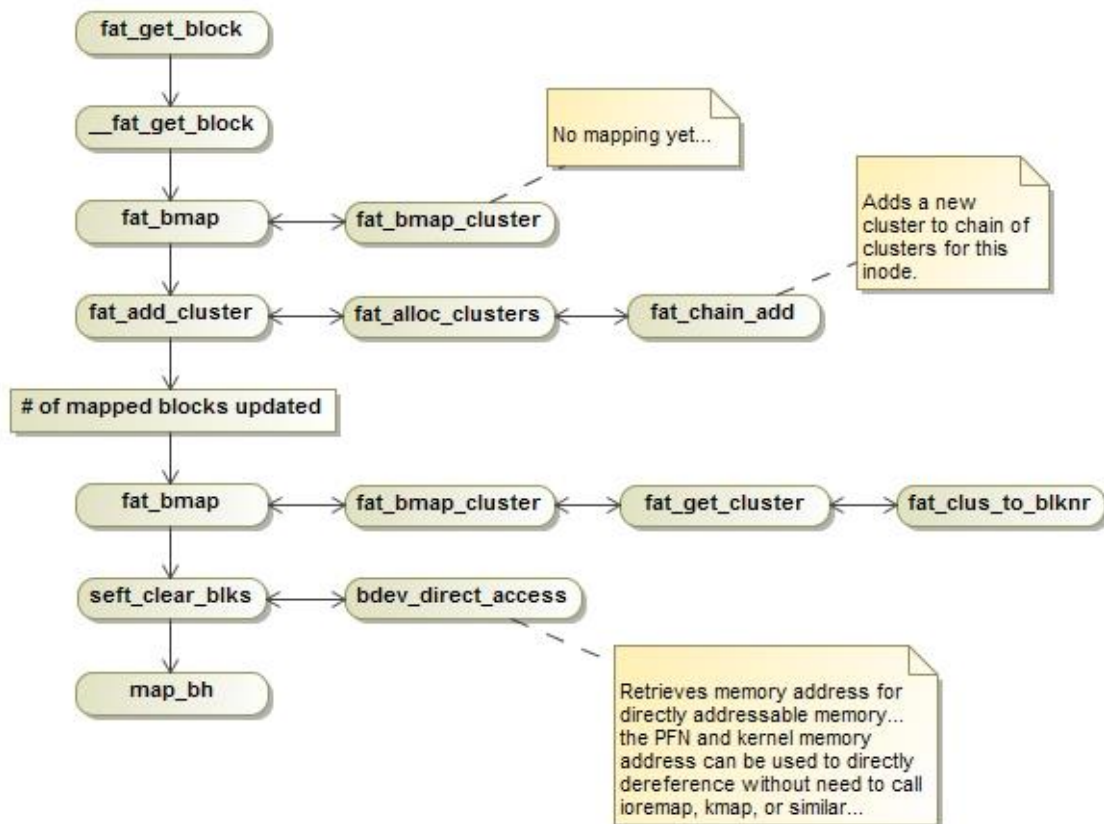 fat_get_block
__fat_get_block
No mapping yet...
fat_bmap
fat_bmap_cluster
Adds a new
cluster to chain of
clusters for this
inode.
fat_add_cluster
fat_alloc_clusters
fat_chain_add
# of mapped blocks updated
fat_bmap
fat_bmap_cluster
fat_get_cluster
fat_clus_to_blknr
seft_clear_blks
bdev_direct_access
map_bh
Retrieves memory address for
directly addressable memory...
the PFN and kernel memory
address can be used to directly
dereference without need to call
ioremap, kmap, or similar...